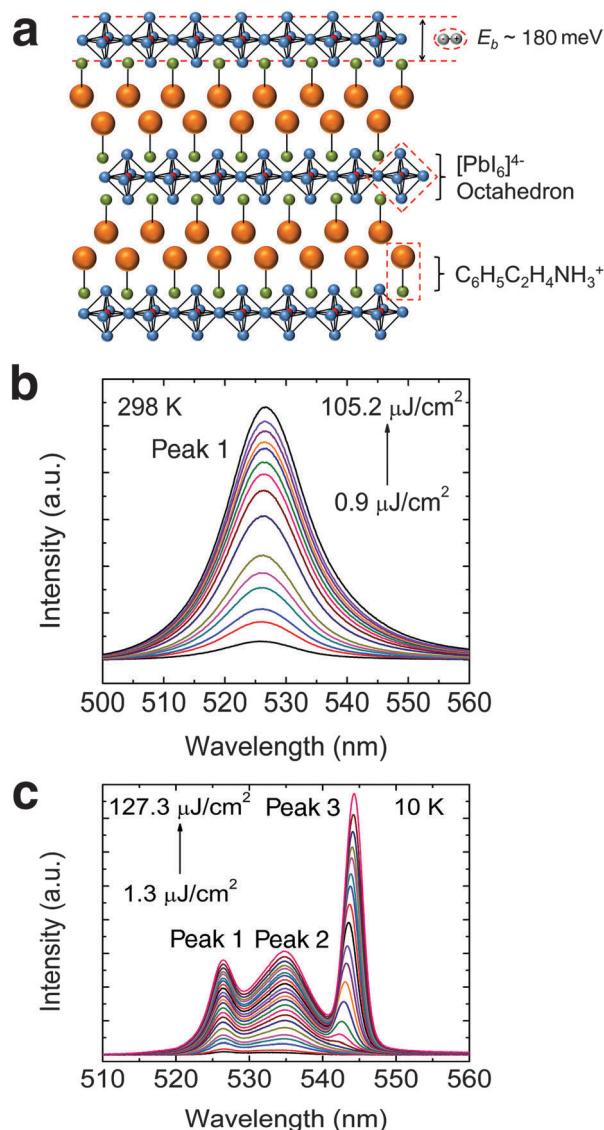 a
E_b ~ 180 meV
[PbI₆]⁴⁻
Octahedron
C₆H₅C₂H₄NH₃⁺
b
298 K
105.2 μJ/cm²
Peak 1
0.9 μJ/cm²
Intensity (a.u.)
500 510 520 530 540 550 560
Wavelength (nm)
c
127.3 μJ/cm² Peak 3 10 K
1.3 μJ/cm²
Peak 1 Peak 2
Intensity (a.u.)
510 520 530 540 550 560
Wavelength (nm)